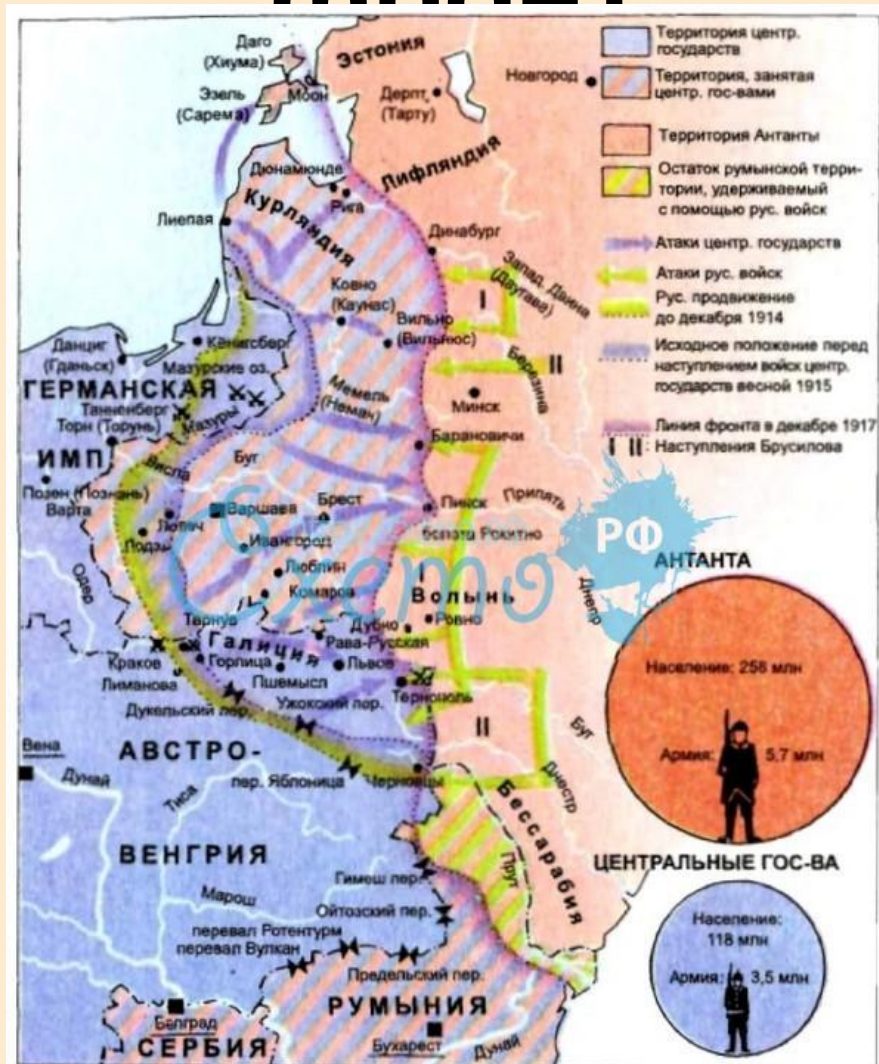 Даго
(Хиума)
Эстония
Новгород
Эзель
(Сарема)
Моон
Дерпт
(Тарту)
Дюнамюнде
Рига
Лифляндия
Курляндия
Лиепая
Динабург
Запад. Двина
(Даугава)
I
Ковно
(Каунас)
Вильно
(Вильнюс)
Березина
II
Данциг
(Гданьск)
Кёнигсберг
Мазурские оз.
ГЕРМАНСКАЯ
Танненберг
Мазуры
Торн (Торунь)
Мемель
(Неман)
Минск
Барановичи
ИМП
Висла
Буг
Позен (Познань)
Варта
Варшава
Брест
Пинск
Припять
болота Рокитно
Лович
Лодзь
Ивангород
Люблин
Комаров
Одер
I
Волынь
Днепр
Тарнув
Дубно
Ровно
Галиция
Рава-Русская
Краков
Горлица
Львов
Лиманова
Пшемысл
Тернополь
Дукельский пер.
Ужокский пер.
II
Буг
Вена
АВСТРО-
Дунай
Тиса
пер. Яблоница
Черновцы
Днестр
Бессарабия
ВЕНГРИЯ
Прут
Гимеш пер.
Марош
Ойтозский пер.
перевал Ротентурм
перевал Вулкан
Предельский пер.
РУМЫНИЯ
Белград
СЕРБИЯ
Бухарест
Дунай
Территория центр.
государств
Территория, занятая
центр. гос-вами
Территория Антанты
Остаток румынской терри-
тории, удерживаемый
с помощью рус. войск
Атаки центр. государств
Атаки рус. войск
Рус. продвижение
до декабря 1914
Исходное положение перед
наступлением войск центр.
государств весной 1915
Линия фронта в декабре 1917
I II: Наступления Брусилова
Схемо
РФ
АНТАНТА
Население: 258 млн
Армия: 5,7 млн
ЦЕНТРАЛЬНЫЕ ГОС-ВА
Население:
118 млн
Армия: 3,5 млн